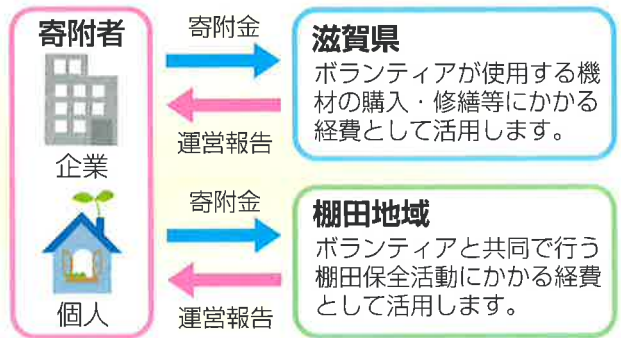 寄附者
企業
個人
寄附金
運営報告
滋賀県
ボランティアが使用する機
材の購入・修繕等にかかる
経費として活用します。
寄附金
運営報告
棚田地域
ボランティアと共同で行う
棚田保全活動にかかる経費
として活用します。